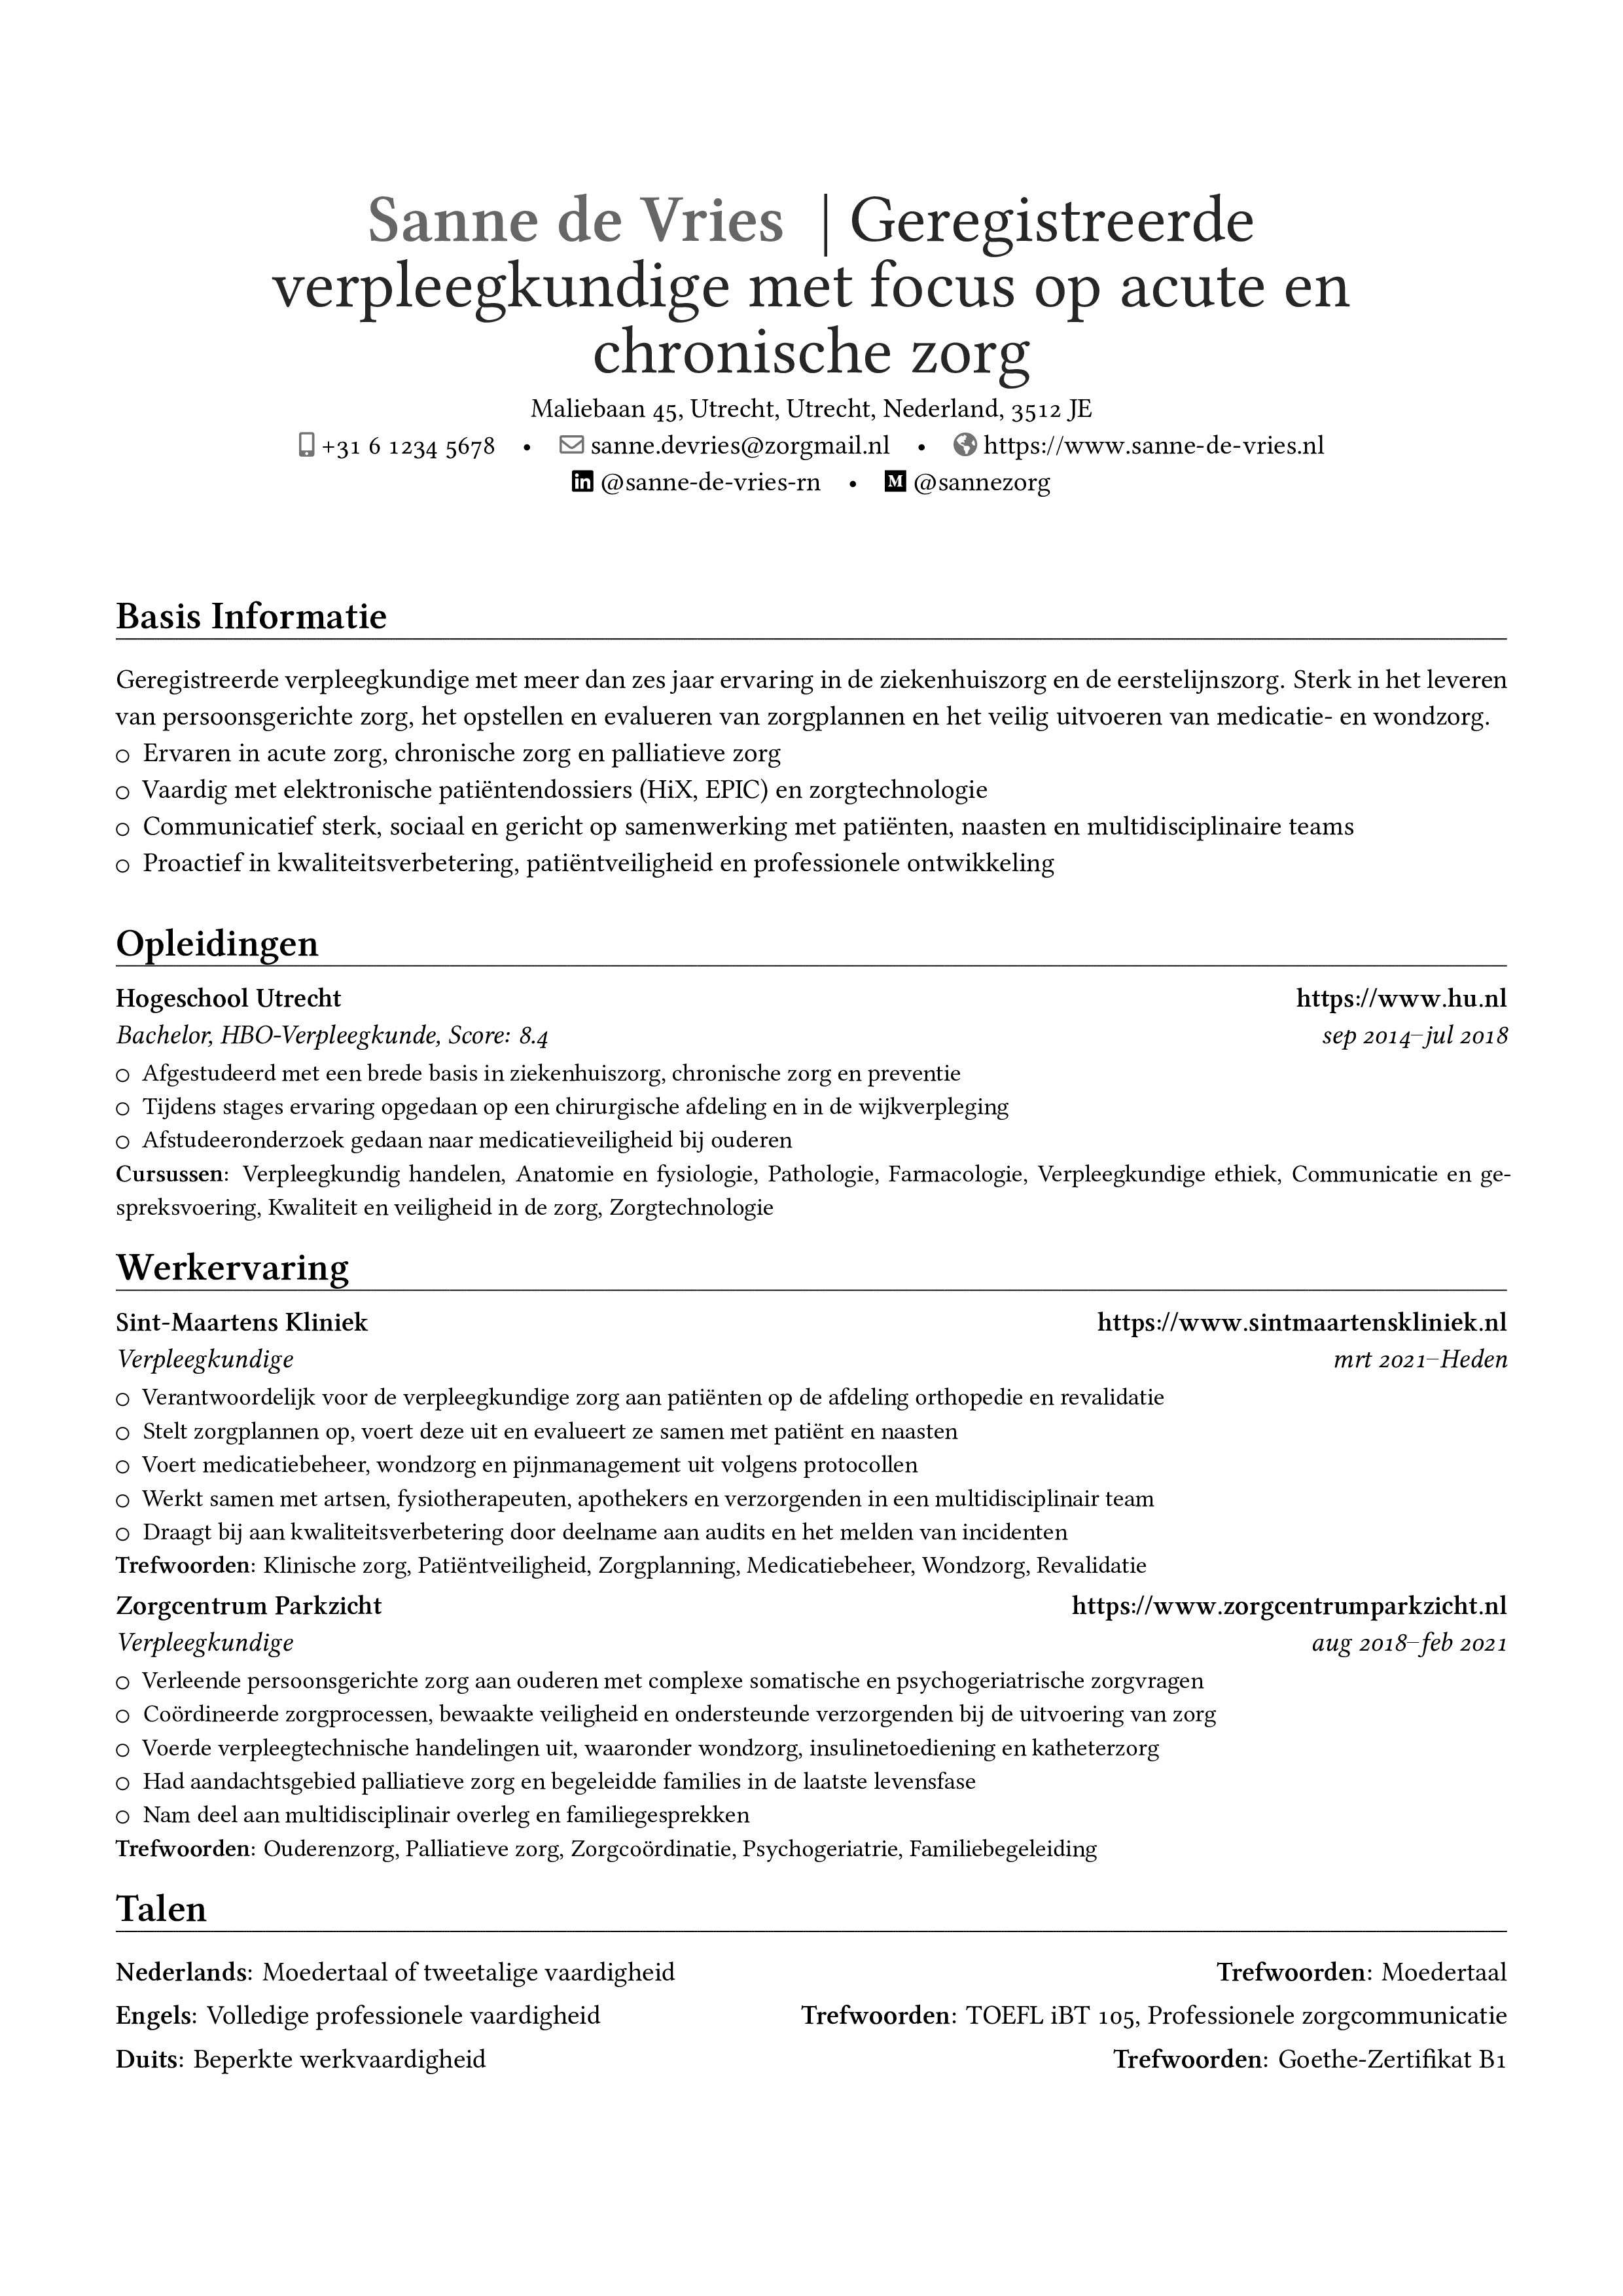 Sanne de Vries | Geregistreerde
verpleegkundige met focus op acute en
chronische zorg
Maliebaan 45, Utrecht, Utrecht, Nederland, 3512 JE
+31 6 1234 5678 • sanne.devries@zorgmail.nl • https://www.sanne-de-vries.nl
@sanne-de-vries-rn • @sannezorg
Basis Informatie
Geregistreerde verpleegkundige met meer dan zes jaar ervaring in de ziekenhuiszorg en de eerstelijnszorg. Sterk in het leveren
van persoonsgerichte zorg, het opstellen en evalueren van zorgplannen en het veilig uitvoeren van medicatie- en wondzorg.
○ Ervaren in acute zorg, chronische zorg en palliatieve zorg
○ Vaardig met elektronische patiëntendossiers (HiX, EPIC) en zorgtechnologie
○ Communicatief sterk, sociaal en gericht op samenwerking met patiënten, naasten en multidisciplinaire teams
○ Proactief in kwaliteitsverbetering, patiëntveiligheid en professionele ontwikkeling
Opleidingen
Hogeschool Utrecht https://www.hu.nl
Bachelor, HBO-Verpleegkunde, Score: 8.4 sep 2014–jul 2018
○ Afgestudeerd met een brede basis in ziekenhuiszorg, chronische zorg en preventie
○ Tijdens stages ervaring opgedaan op een chirurgische afdeling en in de wijkverpleging
○ Afstudeeronderzoek gedaan naar medicatieveiligheid bij ouderen
Cursussen: Verpleegkundig handelen, Anatomie en fysiologie, Pathologie, Farmacologie, Verpleegkundige ethiek, Communicatie en ge-
spreksvoering, Kwaliteit en veiligheid in de zorg, Zorgtechnologie
Werkervaring
Sint-Maartens Kliniek https://www.sintmaartenskliniek.nl
Verpleegkundige mrt 2021–Heden
○ Verantwoordelijk voor de verpleegkundige zorg aan patiënten op de afdeling orthopedie en revalidatie
○ Stelt zorgplannen op, voert deze uit en evalueert ze samen met patiënt en naasten
○ Voert medicatiebeheer, wondzorg en pijnmanagement uit volgens protocollen
○ Werkt samen met artsen, fysiotherapeuten, apothekers en verzorgenden in een multidisciplinair team
○ Draagt bij aan kwaliteitsverbetering door deelname aan audits en het melden van incidenten
Trefwoorden: Klinische zorg, Patiëntveiligheid, Zorgplanning, Medicatiebeheer, Wondzorg, Revalidatie
Zorgcentrum Parkzicht https://www.zorgcentrumparkzicht.nl
Verpleegkundige aug 2018–feb 2021
○ Verleende persoonsgerichte zorg aan ouderen met complexe somatische en psychogeriatrische zorgvragen
○ Coördineerde zorgprocessen, bewaakte veiligheid en ondersteunde verzorgenden bij de uitvoering van zorg
○ Voerde verpleegtechnische handelingen uit, waaronder wondzorg, insulinetoediening en katheterzorg
○ Had aandachtsgebied palliatieve zorg en begeleidde families in de laatste levensfase
○ Nam deel aan multidisciplinair overleg en familiegesprekken
Trefwoorden: Ouderenzorg, Palliatieve zorg, Zorgcoördinatie, Psychogeriatrie, Familiebegeleiding
Talen
Nederlands: Moedertaal of tweetalige vaardigheid Trefwoorden: Moedertaal
Engels: Volledige professionele vaardigheid Trefwoorden: TOEFL iBT 105, Professionele zorgcommunicatie
Duits: Beperkte werkvaardigheid Trefwoorden: Goethe-Zertifikat B1